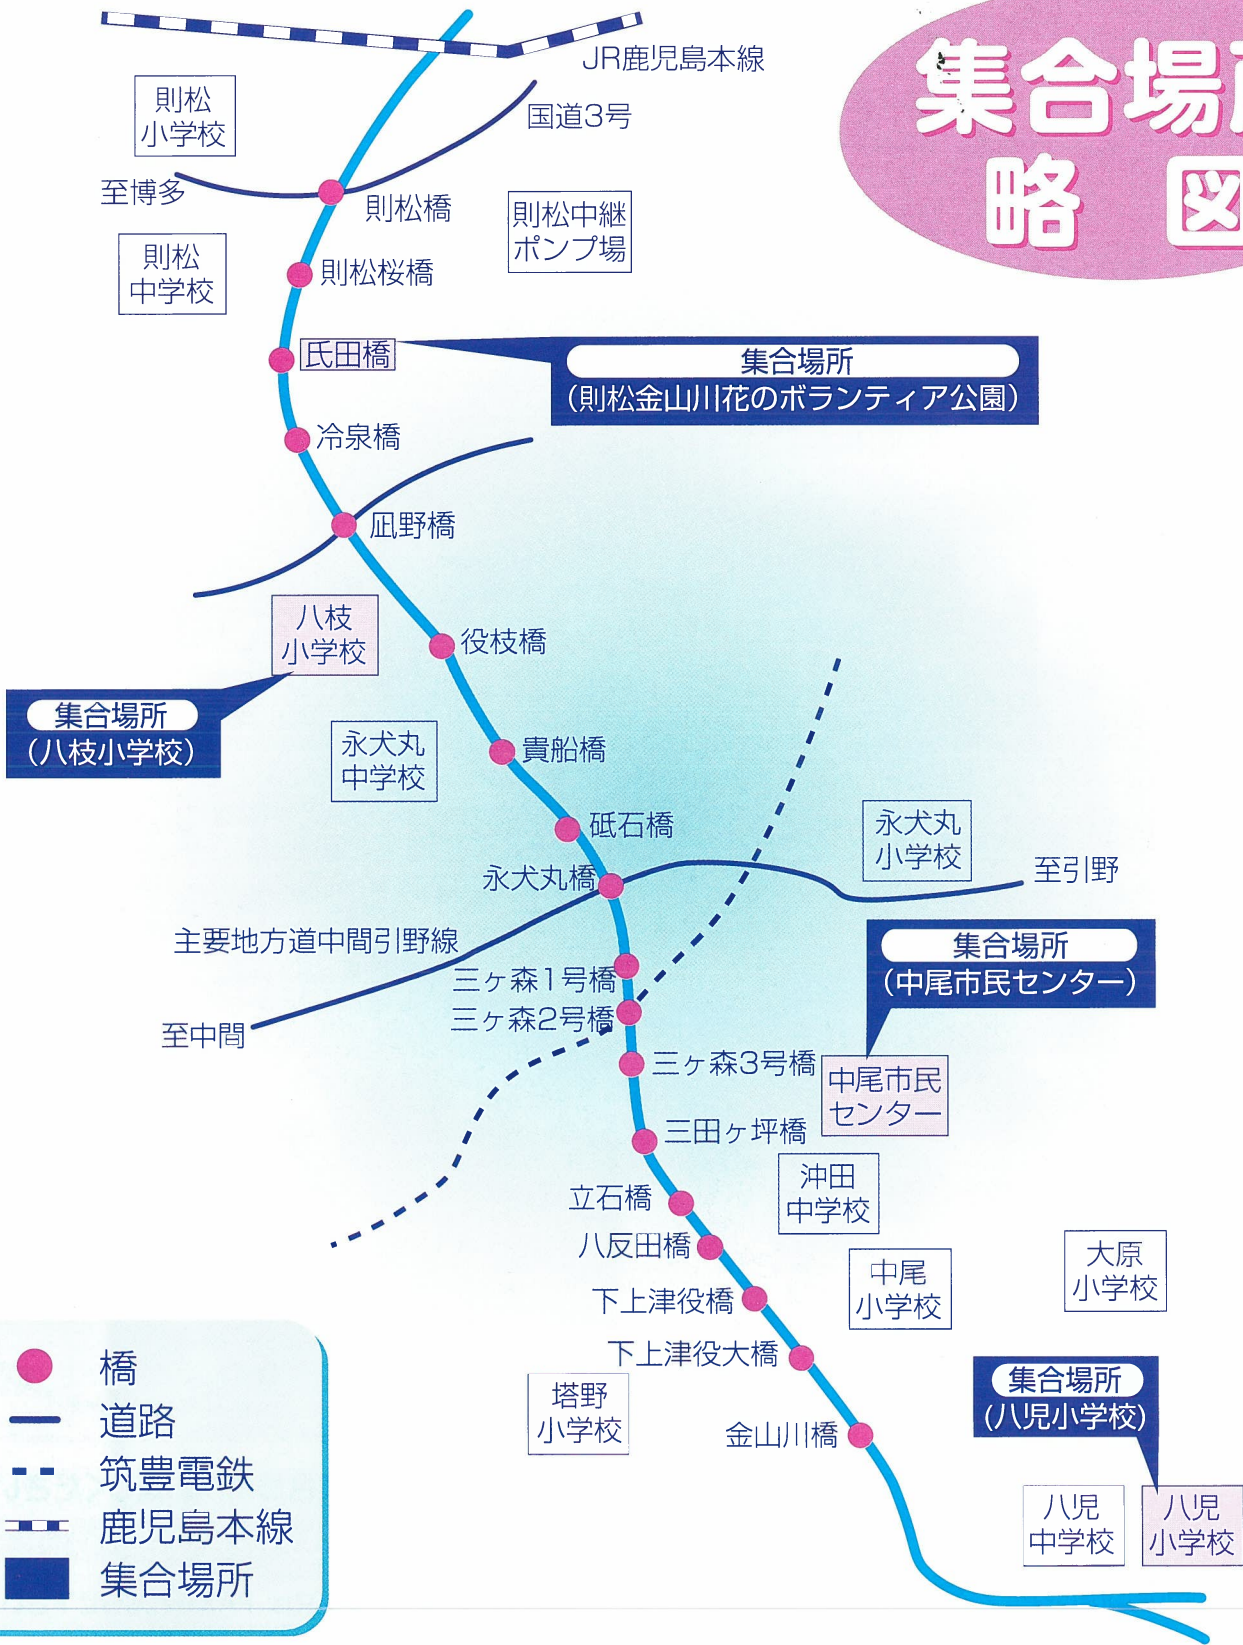 集合場所
略図
JR鹿児島本線
則松
小学校
国道3号
至博多
則松橋
則松中継
ポンプ場
則松
中学校
則松桜橋
氏田橋
集合場所
(則松金山川花のボランティア公園)
冷泉橋
凪野橋
八枝
小学校
役枝橋
集合場所
(八枝小学校)
永犬丸
中学校
貴船橋
砥石橋
永犬丸
小学校
永犬丸橋
至引野
主要地方道中間引野線
集合場所
(中尾市民センター)
三ヶ森1号橋
三ヶ森2号橋
至中間
三ヶ森3号橋
中尾市民
センター
三田ヶ坪橋
沖田
中学校
立石橋
八反田橋
中尾
小学校
大原
小学校
下上津役橋
下上津役大橋
塔野
小学校
集合場所
(八児小学校)
金山川橋
八児
中学校
八児
小学校
橋
道路
筑豊電鉄
鹿児島本線
集合場所